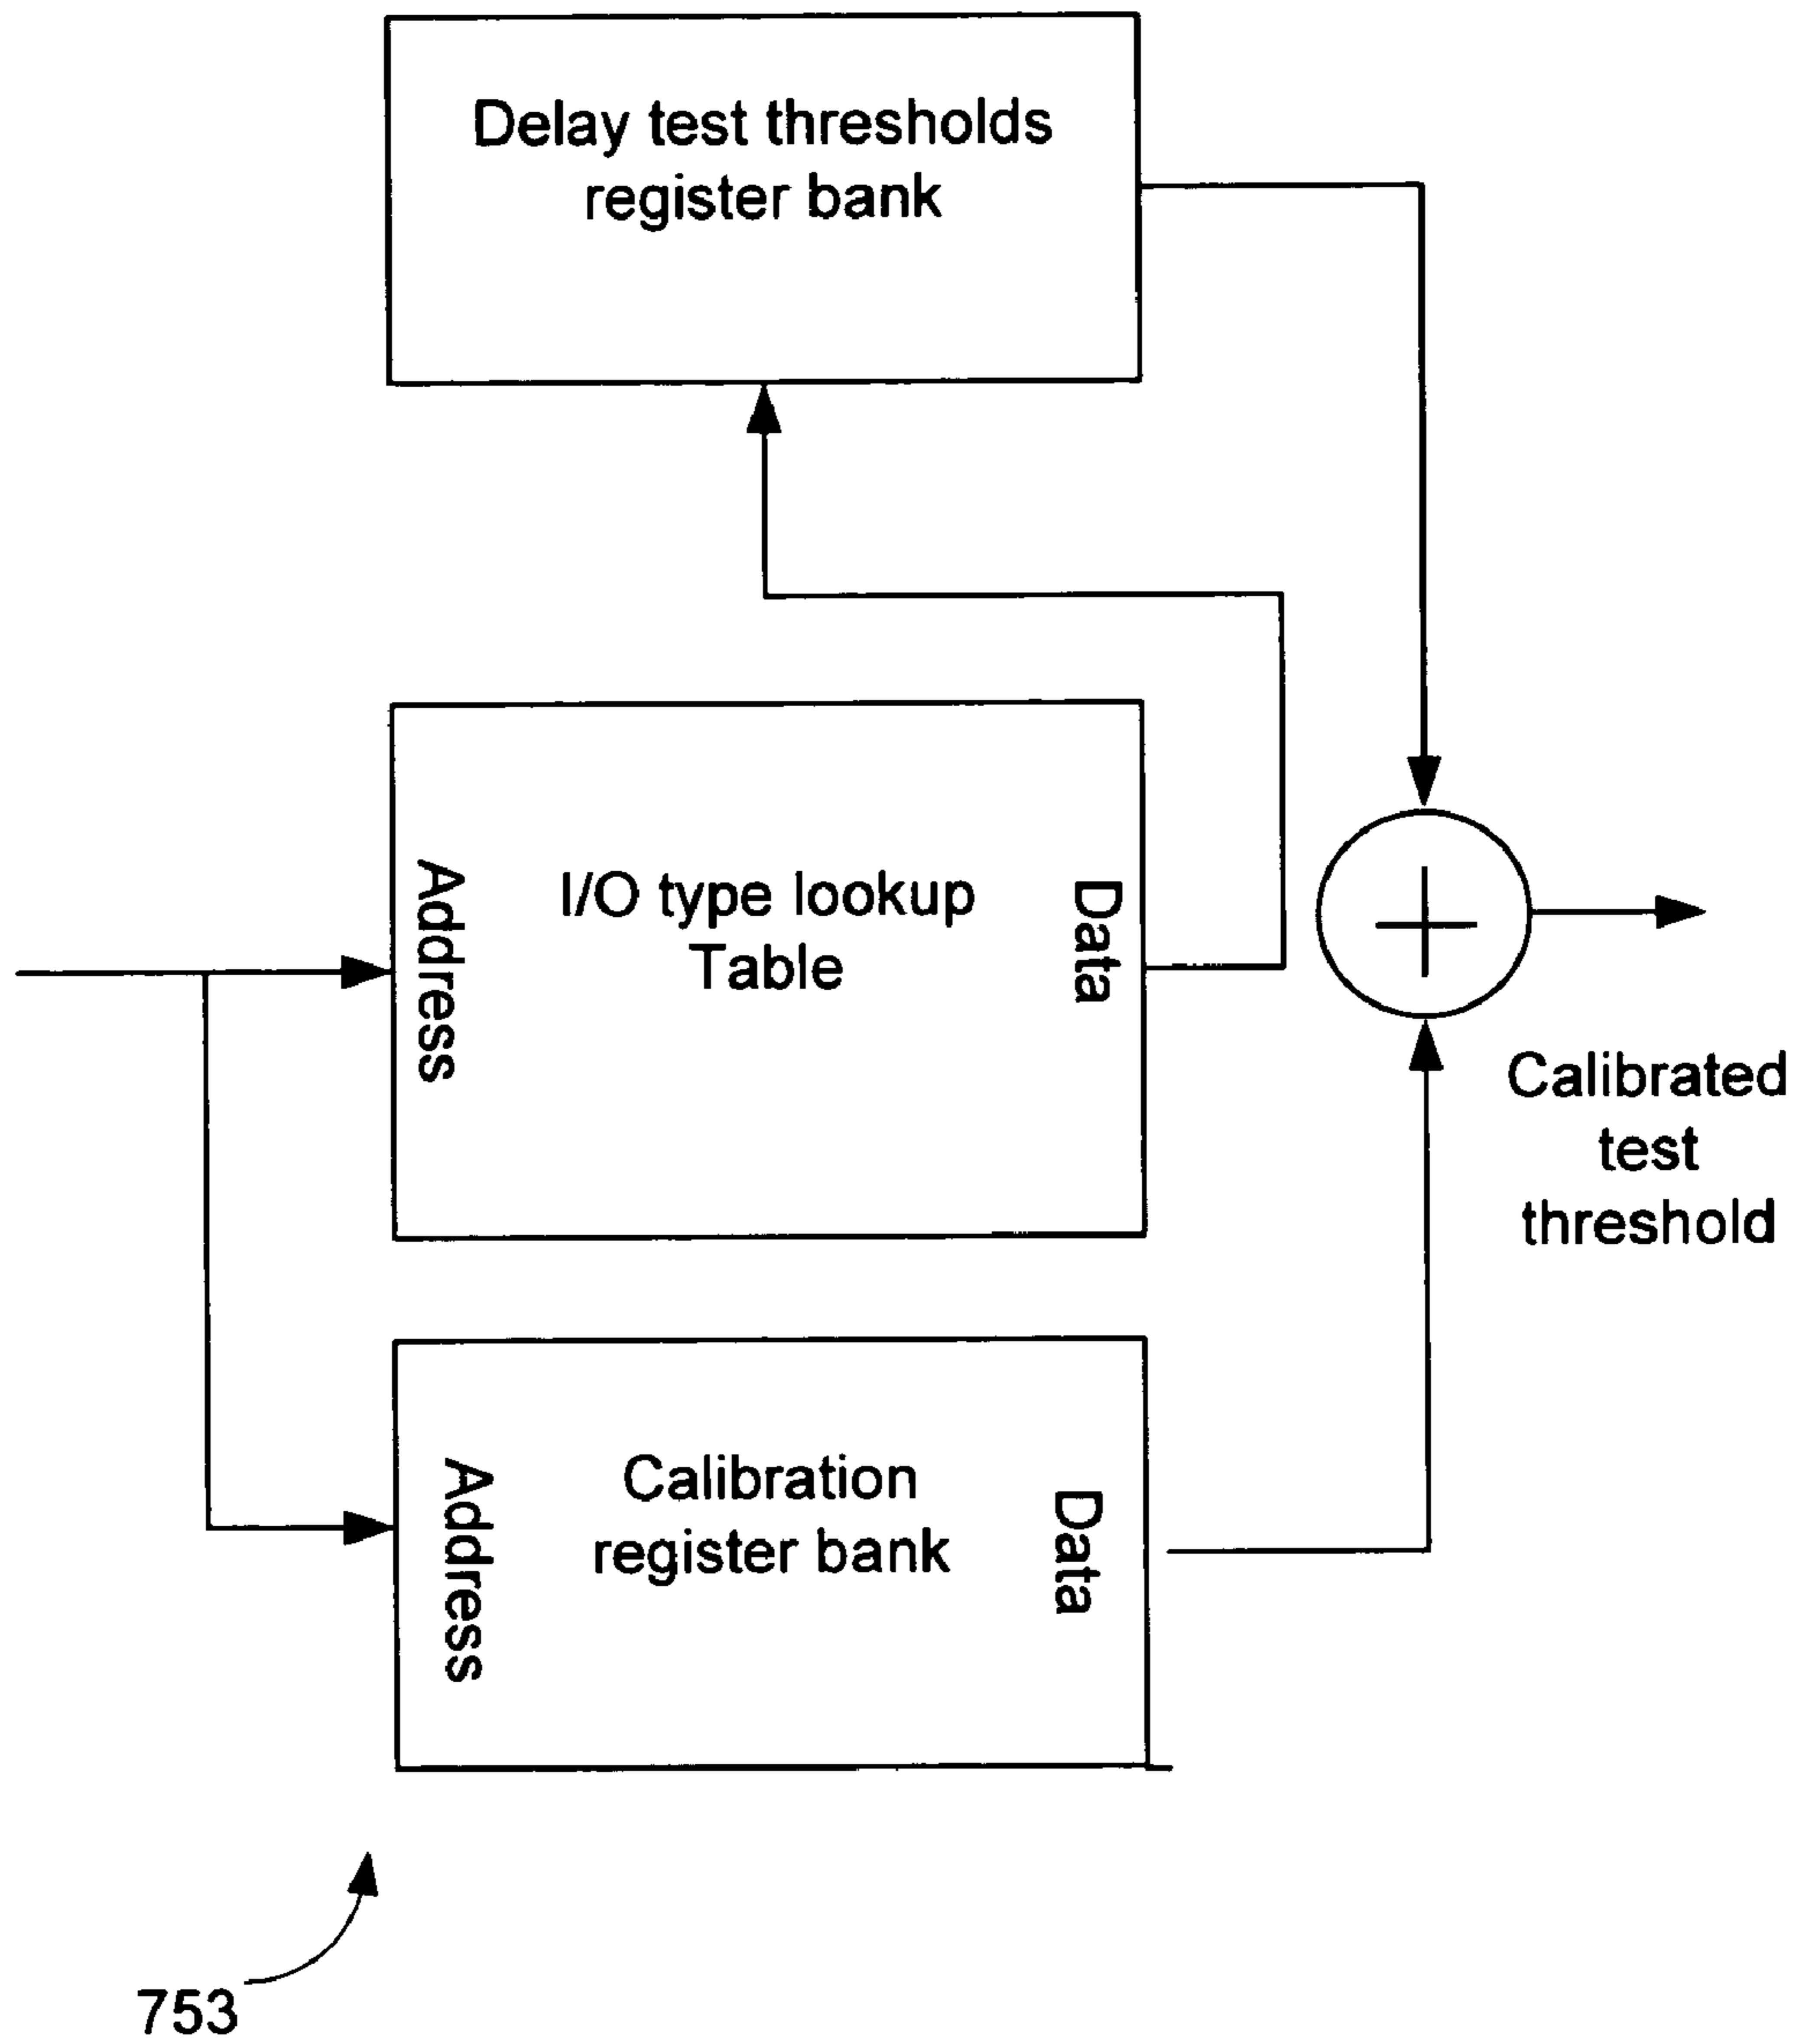 Delay test thresholds
register bank
Address
I/O type lookup
Table
Data
Calibrated
test
threshold
Address
Calibration
register bank
Data
753